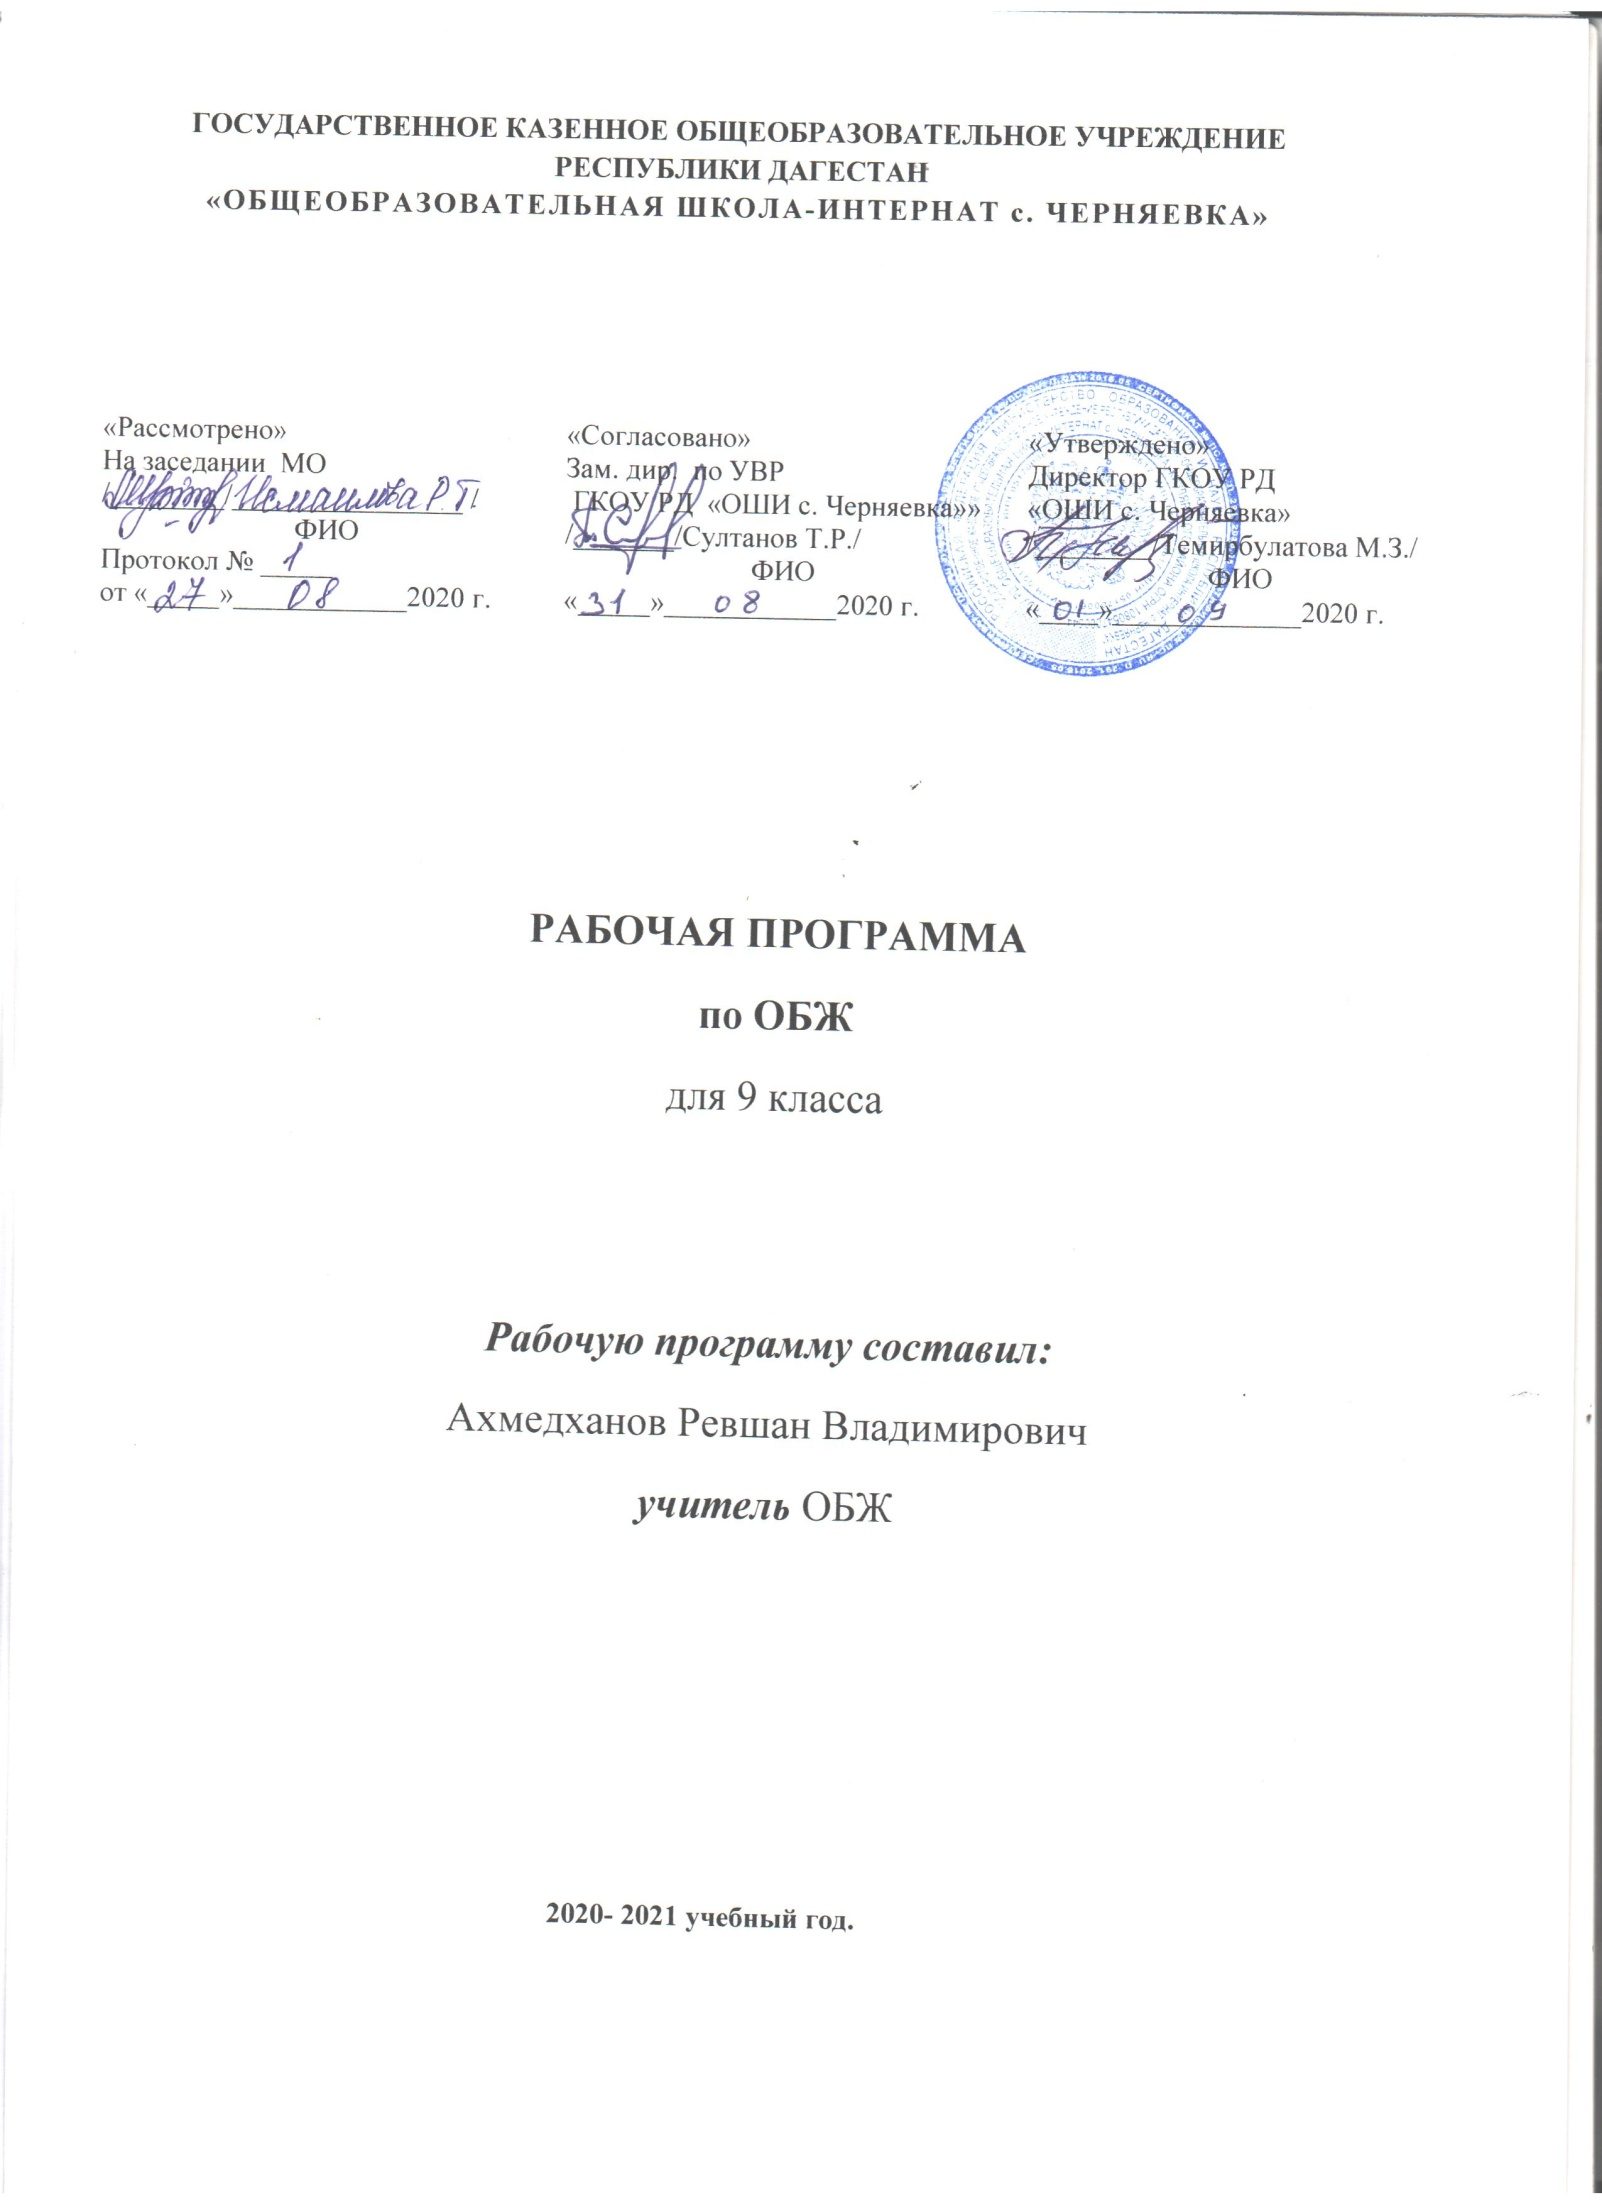 ГОСУДАРСТВЕННОЕ КАЗЕННОЕ ОБЩЕОБРАЗОВАТЕЛЬНОЕ УЧРЕЖДЕНИЕ
РЕСПУБЛИКИ ДАГЕСТАН
«ОБЩЕОБРАЗОВАТЕЛЬНАЯ ШКОЛА-ИНТЕРНАТ с. ЧЕРНЯЕВКА»
«Рассмотрено»
На заседании МО
/ / Исмаилова Р.Т. /
ФИО
Протокол № 1
от «27» 08 2020 г.
«Согласовано»
Зам. дир. по УВР
ГКОУ РД «ОШИ с. Черняевка»»
/ /Султанов Т.Р./
ФИО
«31» 08 2020 г.
«Утверждено»
Директор ГКОУ РД
«ОШИ с. Черняевка»
Темирбулатова М.З./
ФИО
«01» 09 2020 г.
РАБОЧАЯ ПРОГРАММА
по ОБЖ
для 9 класса
Рабочую программу составил:
Ахмедханов Ревшан Владимирович
учитель ОБЖ
2020- 2021 учебный год.